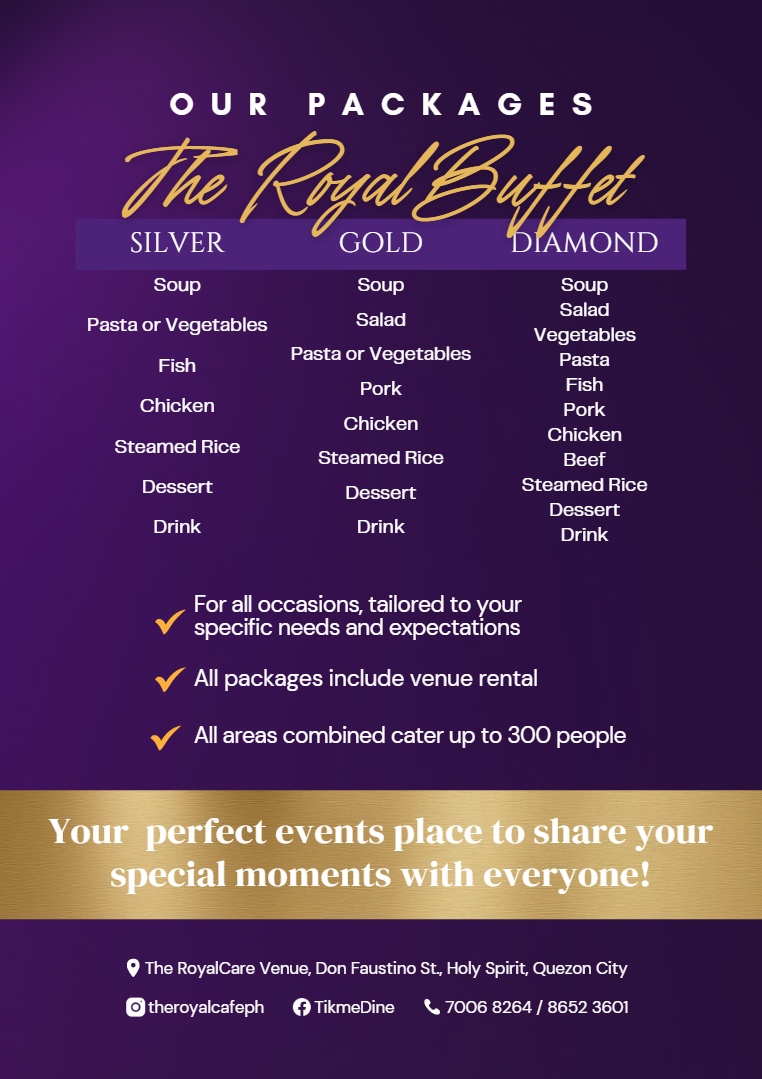 OUR PACKAGES
The Royal Buffet
SILVER
Soup
Pasta or Vegetables
Fish
Chicken
Steamed Rice
Dessert
Drink
GOLD
Soup
Salad
Pasta or Vegetables
Pork
Chicken
Steamed Rice
Dessert
Drink
DIAMOND
Soup
Salad
Vegetables
Pasta
Fish
Pork
Chicken
Beef
Steamed Rice
Dessert
Drink
For all occasions, tailored to your
specific needs and expectations
All packages include venue rental
All areas combined cater up to 300 people
Your perfect events place to share your
special moments with everyone!
The RoyalCare Venue, Don Faustino St., Holy Spirit, Quezon City
theroyalcafeph TikmeDine 7006 8264 / 8652 3601